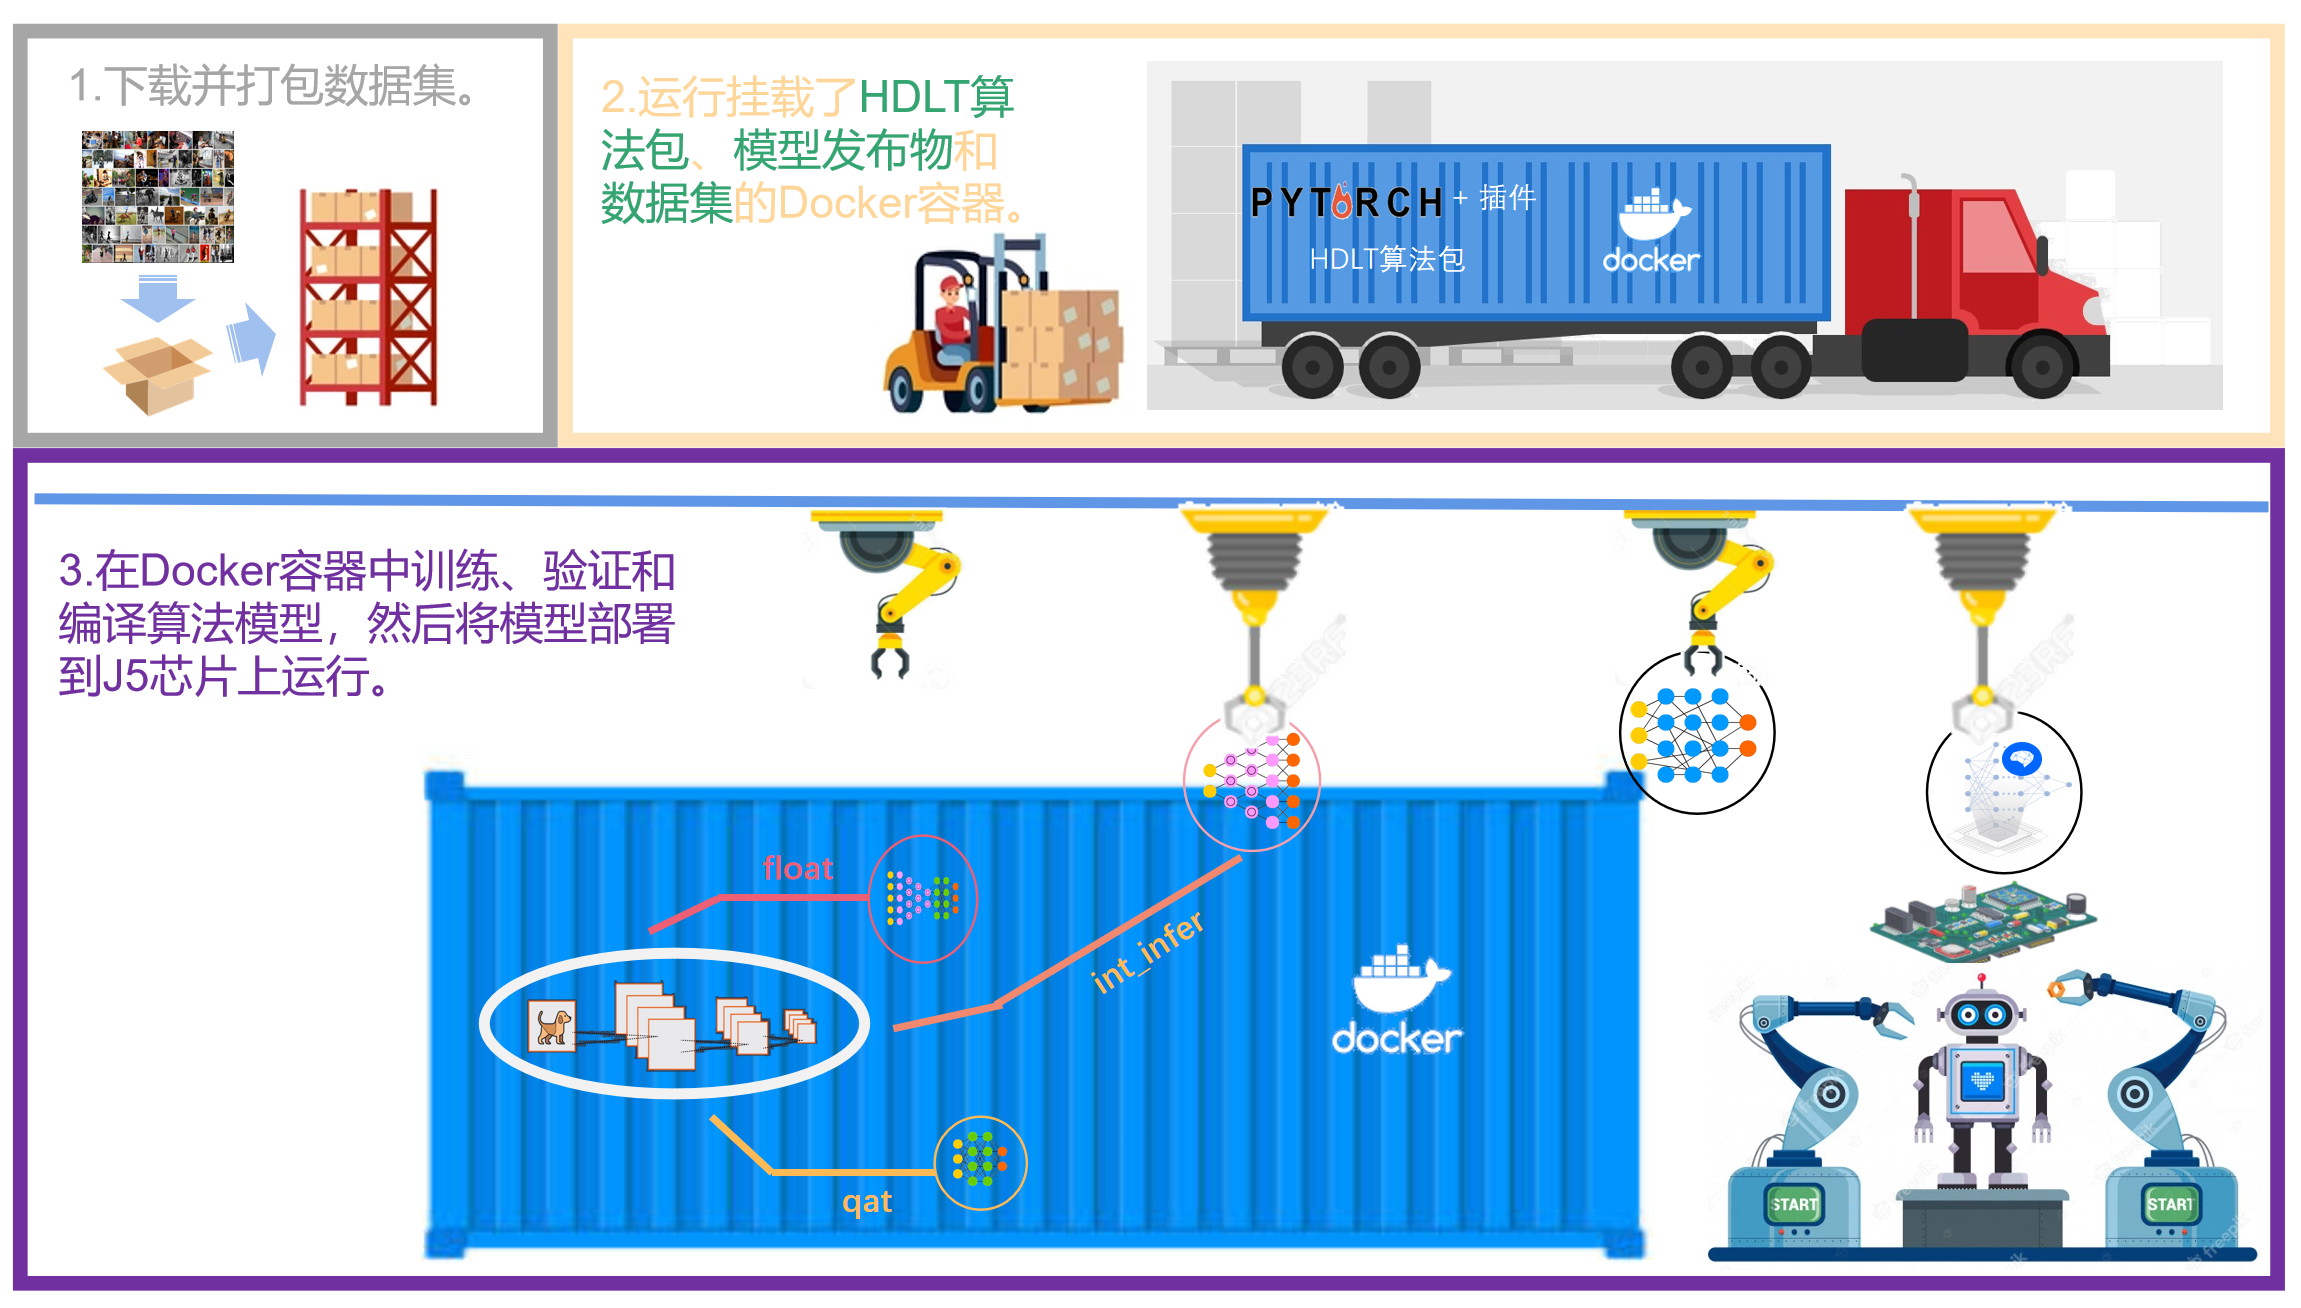 1.下载并打包数据集。
2.运行挂载了HDLT算
法包、模型发布物和
数据集的Docker容器。
PYTORCH + 插件
HDLT算法包
docker
3.在Docker容器中训练、验证和
编译算法模型，然后将模型部署
到J5芯片上运行。
123RF
123RF
float
int_infer
docker
qat
START
START
freepik